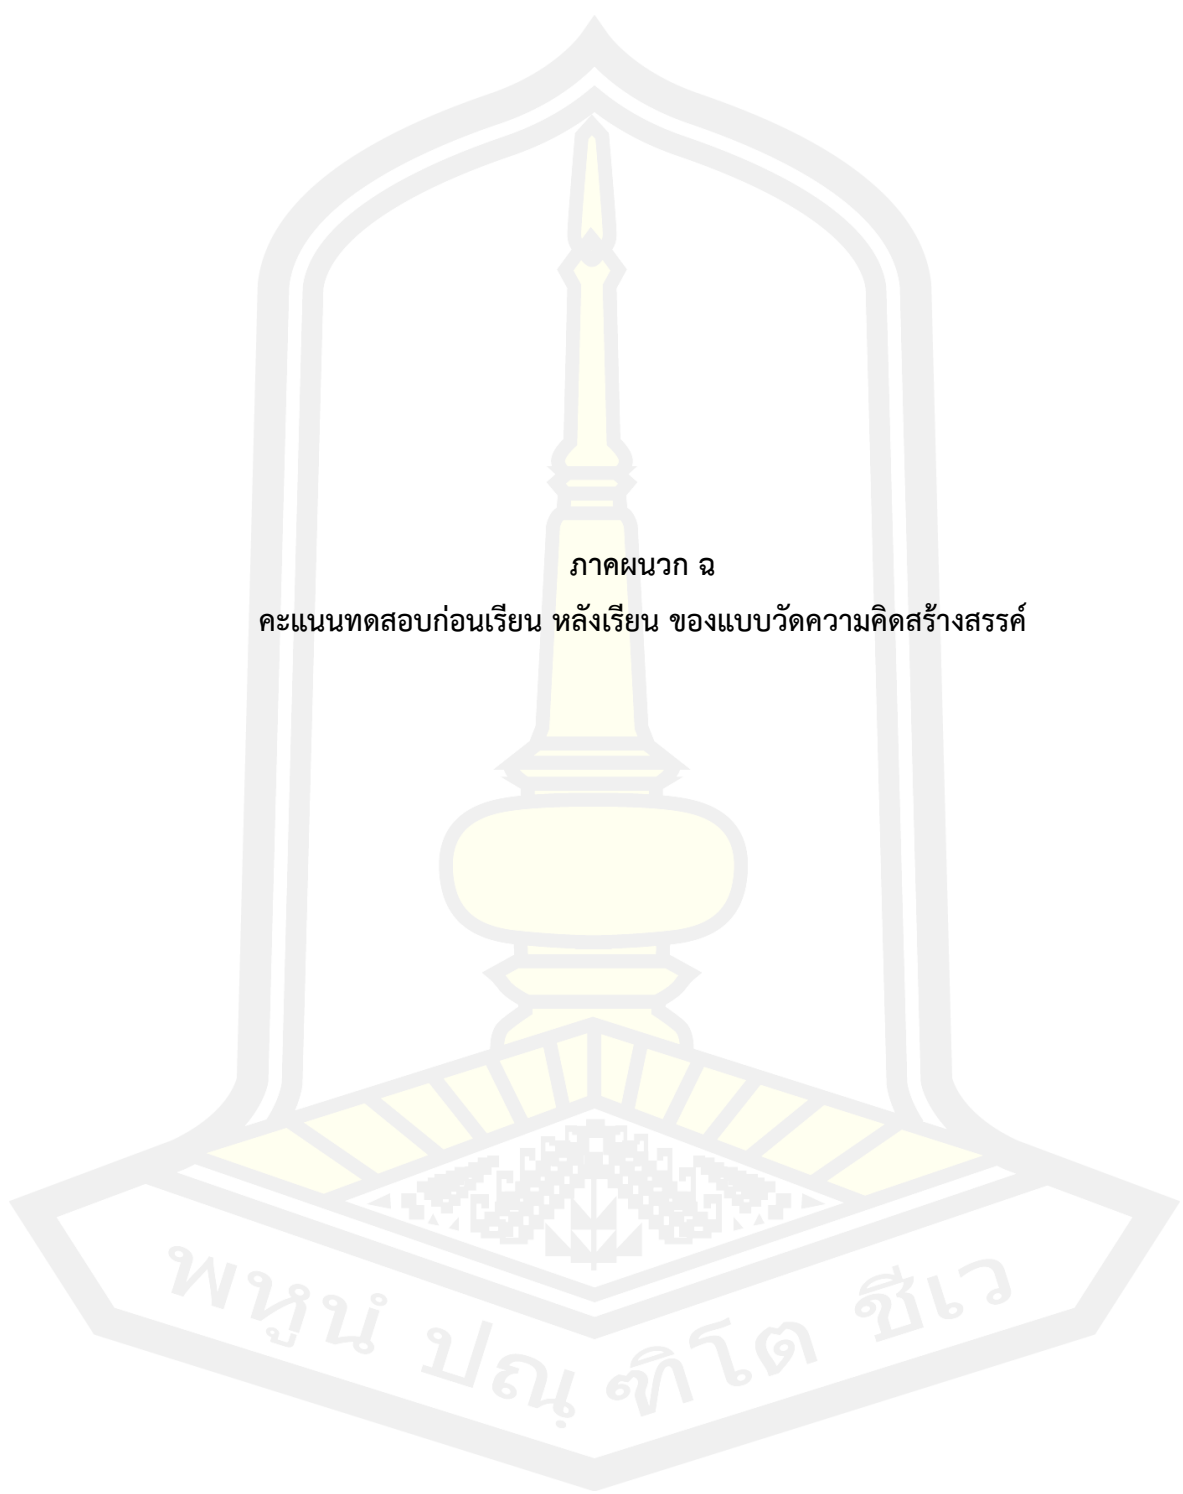 ภาคผนวก ฉ
คะแนนทดสอบก่อนเรียน หลังเรียน ของแบบวัดความคิดสร้างสรรค์
พหูนํ ปณฺฑิโต ชีเว